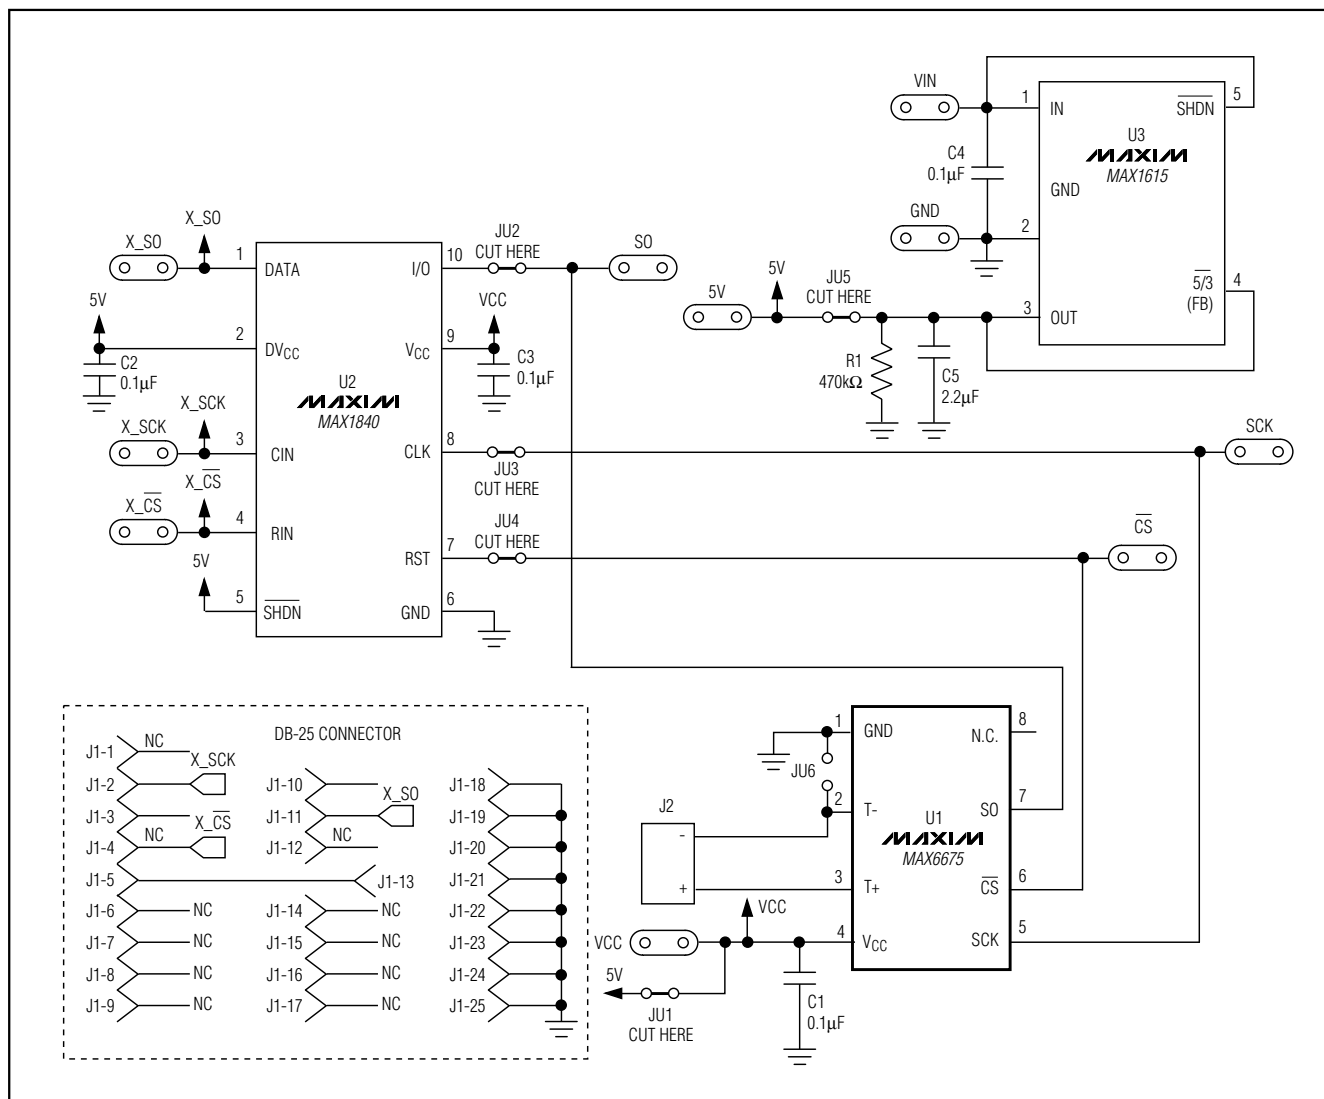 VIN
1
IN
SHDN
5
U3
MAXIM
MAX1615
C4
0.1µF
GND
GND
2
5/3
(FB)
4
5V
5V
JU5
CUT HERE
3
OUT
R1
470kΩ
C5
2.2µF
X_SO
X_SO
1
DATA
I/O
10
JU2
CUT HERE
SO
5V
2
DVCC
C2
0.1µF
VCC
9
VCC
C3
0.1µF
U2
MAXIM
MAX1840
X_SCK
X_SCK
3
CIN
CLK
8
JU3
CUT HERE
SCK
X_CS
X_CS
4
RIN
RST
7
JU4
CUT HERE
CS
5V
5
SHDN
GND
6
DB-25 CONNECTOR
J1-1
NC
J1-2
X_SCK
J1-3
J1-4
NC
X_CS
J1-5
J1-13
J1-6
NC
J1-7
NC
J1-8
NC
J1-9
NC
J1-10
J1-11
X_SO
J1-12
NC
J1-14
NC
J1-15
NC
J1-16
NC
J1-17
NC
J1-18
J1-19
J1-20
J1-21
J1-22
J1-23
J1-24
J1-25
1
GND
N.C.
8
JU6
2
T-
SO
7
J2
-
+
U1
MAXIM
MAX6675
3
T+
CS
6
VCC
VCC
4
VCC
SCK
5
5V
JU1
CUT HERE
C1
0.1µF